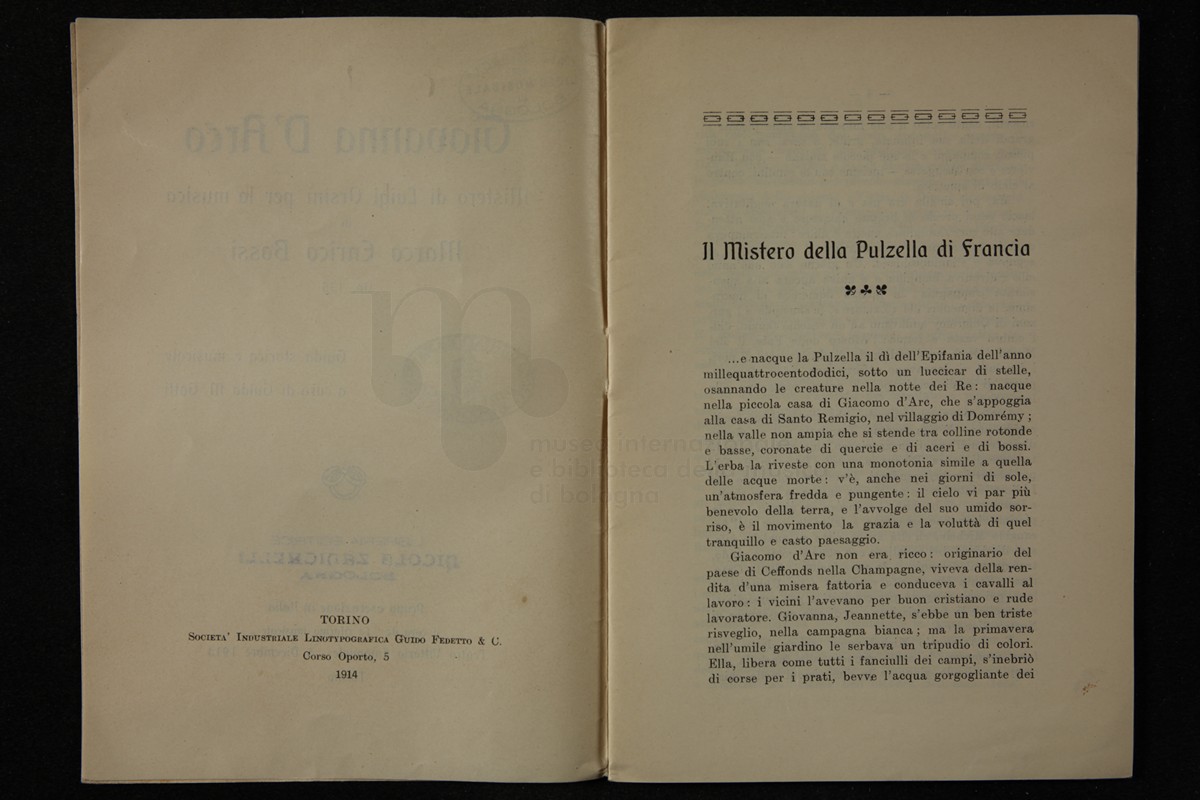 TORINO
SOCIETA' INDUSTRIALE LINOTYPOGRAFICA GUIDO FEDETTO & C.
Corso Oporto, 5
1914
Il Mistero della Pulzella di Francia
...e nacque la Pulzella il dì dell'Epifania dell'anno
millequattrocentododici, sotto un luccicar di stelle,
osannando le creature nella notte dei Re : nacque
nella piccola casa di Giacomo d'Arc, che s'appoggia
alla casa di Santo Remigio, nel villaggio di Domrémy ;
nella valle non ampia che si stende tra colline rotonde
e basse, coronate di quercie e di aceri e di bossi.
L'erba la riveste con una monotonia simile a quella
delle acque morte : v'è, anche nei giorni di sole,
un'atmosfera fredda e pungente : il cielo vi par più
benevolo della terra, e l'avvolge del suo umido sor-
riso, è il movimento la grazia e la voluttà di quel
tranquillo e casto paesaggio.
Giacomo d'Arc non era ricco : originario del
paese di Ceffonds nella Champagne, viveva della ren-
dita d'una misera fattoria e conduceva i cavalli al
lavoro : i vicini l'avevano per buon cristiano e rude
lavoratore. Giovanna, Jeannette, s'ebbe un ben triste
risveglio, nella campagna bianca ; ma la primavera
nell'umile giardino le serbava un tripudio di colori.
Ella, libera come tutti i fanciulli dei campi, s'inebriò
di corse per i prati, bevve l'acqua gorgogliante dei
museo internazionale
e biblioteca de
di bologna